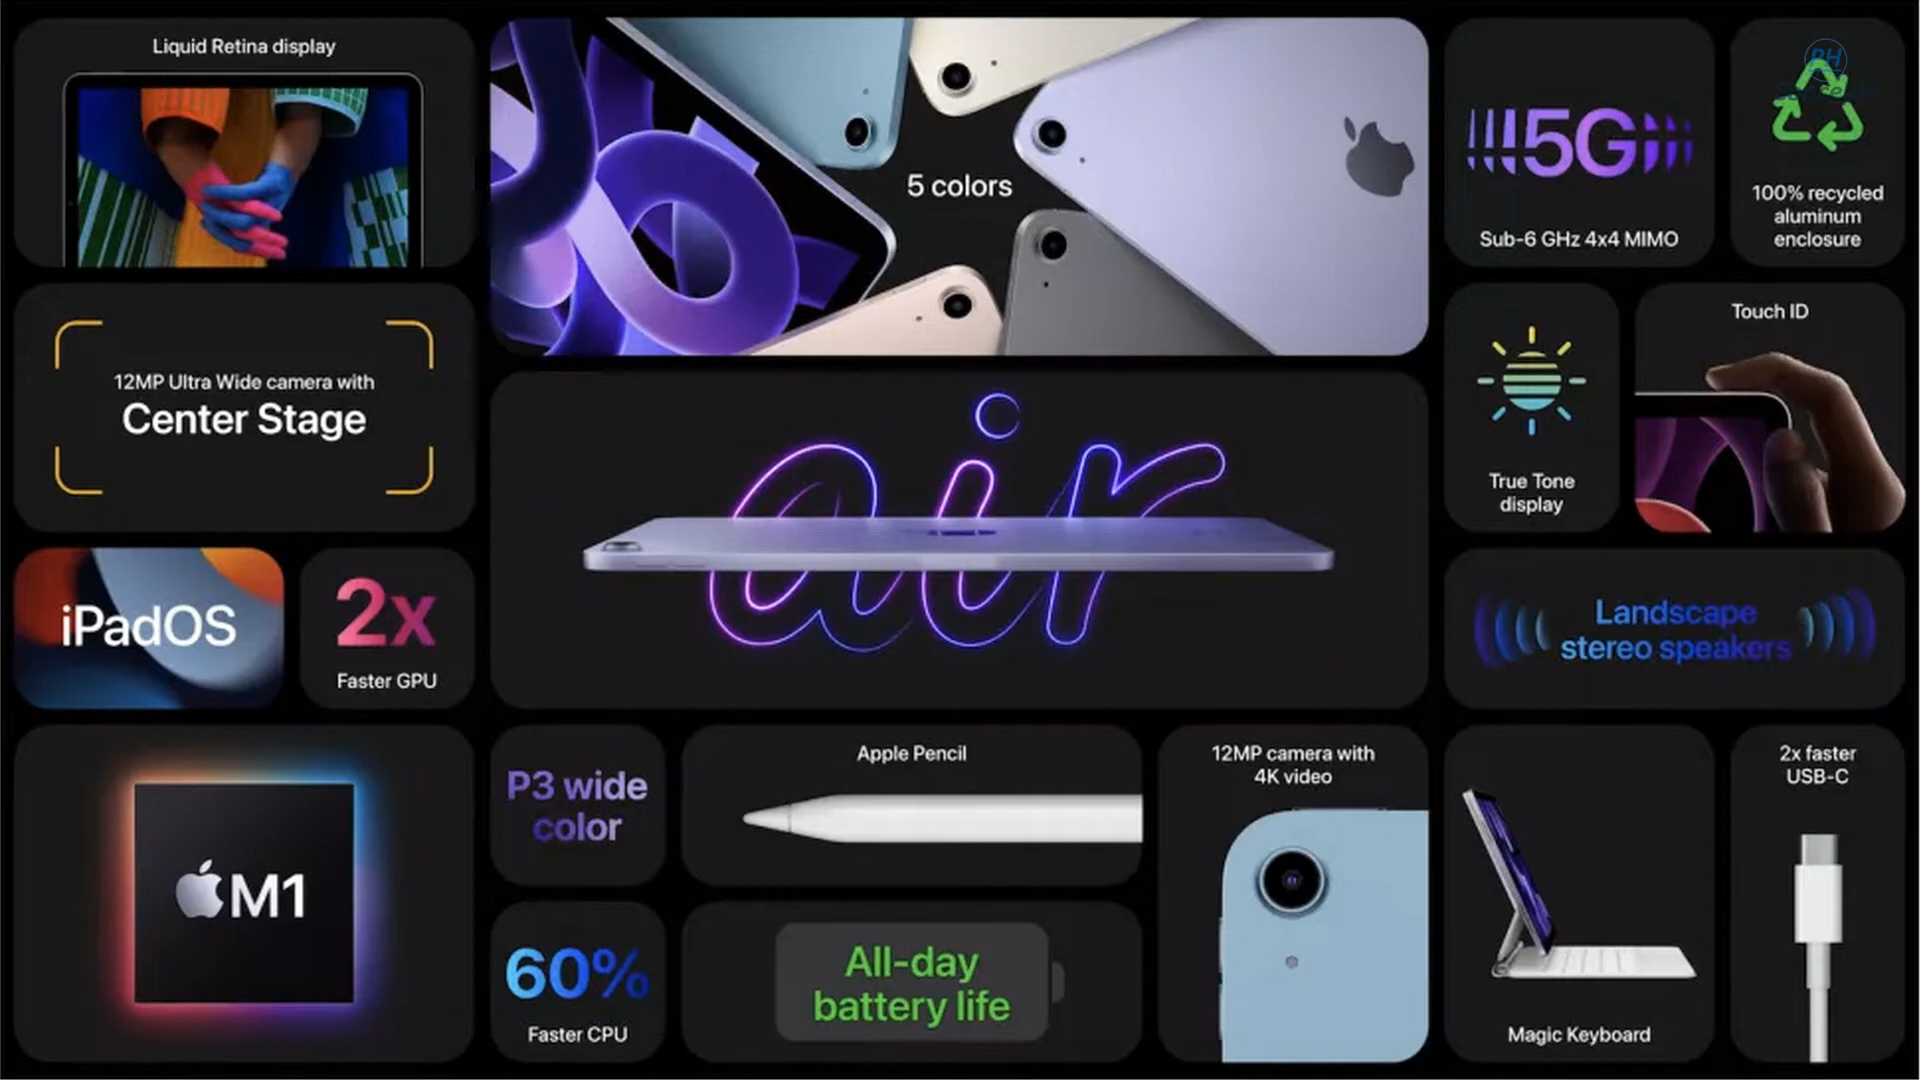 Liquid Retina display
5 colors
5G
Sub-6 GHz 4x4 MIMO
PH
100% recycled
aluminum
enclosure
12MP Ultra Wide camera with
Center Stage
air
True Tone
display
Touch ID
iPadOS
2x
Faster GPU
Landscape
stereo speakers
M1
P3 wide
color
Apple Pencil
12MP camera with
4K video
Magic Keyboard
2x faster
USB-C
60%
Faster CPU
All-day
battery life